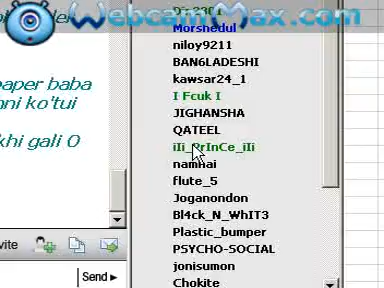 WebcamMax.com
Morshedul
niloy9211
BAN6LADESHI
kawsar24_1
I Fcuk I
JIGHANSHA
paper baba
nni ko'tui
QATEEL
khi gali O
iIi_PrInCe_iIi
namhai
flute_5
Joganondon
Bl4ck_N_WhIT3
Plastic_bumper
vite
PSYCHO-SOCIAL
jonisumon
Send
Chokite